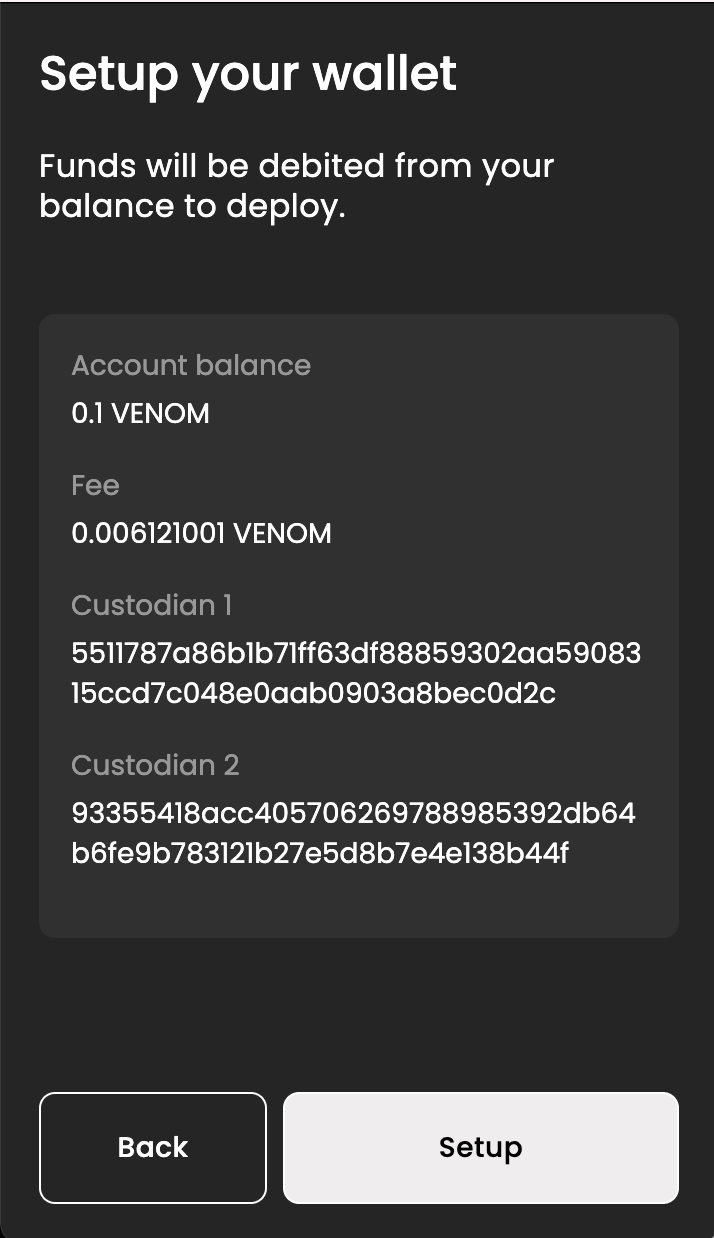 Setup your wallet
Funds will be debited from your
balance to deploy.
Account balance
0.1 VENOM
Fee
0.006121001 VENOM
Custodian 1
5511787a86b1b71ff63df88859302aa59083
15ccd7c048e0aab0903a8bec0d2c
Custodian 2
93355418acc405706269788985392db64
b6fe9b783121b27e5d8b7e4e138b44f
Back
Setup